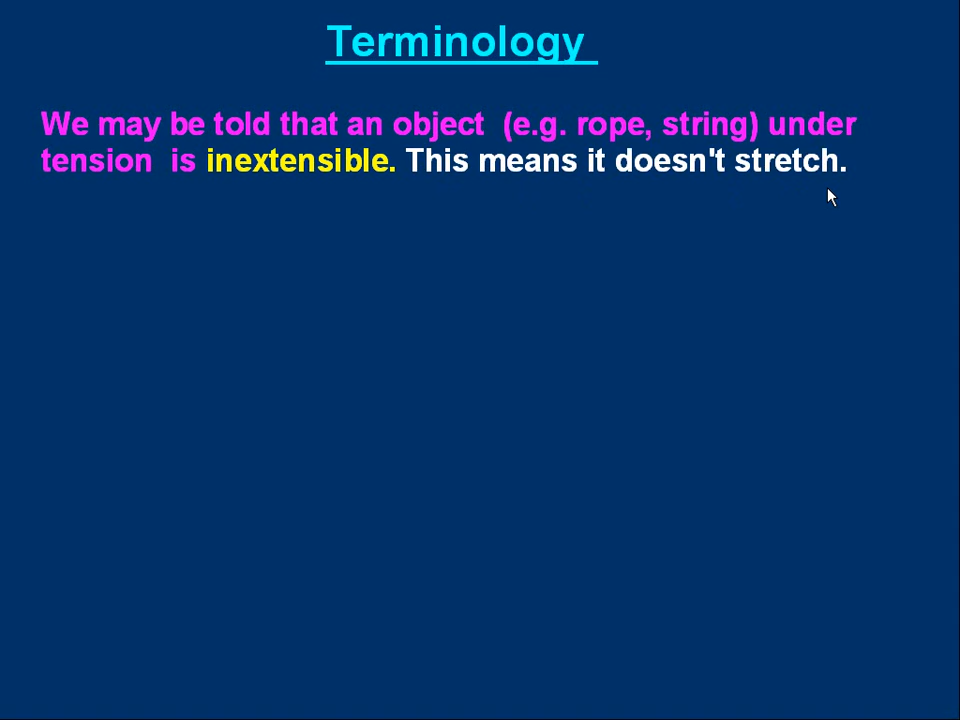 Terminology
We may be told that an object  (e.g. rope, string) under
tension  is inextensible. This means it doesn't stretch.